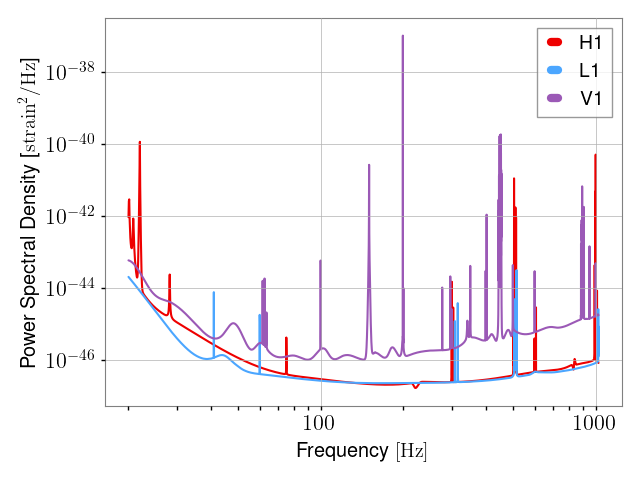 Power Spectral Density [strain²/Hz]
10⁻³⁸
10⁻⁴⁰
10⁻⁴²
10⁻⁴⁴
10⁻⁴⁶
H1
L1
V1
100
1000
Frequency [Hz]